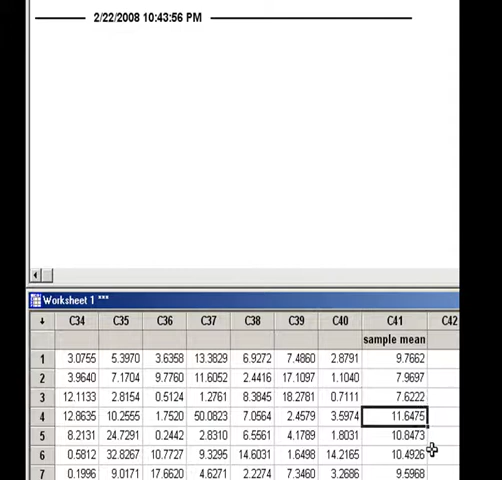 2/22/2008 10:43:56 PM
Worksheet 1 ***
C34 C35 C36 C37 C38 C39 C40 C41 C42
sample mean
1 3.0755 5.3970 3.6358 13.3829 6.9272 7.4860 2.8791 9.7662
2 3.9640 7.1704 9.7760 11.6052 2.4416 17.1097 1.1040 7.9697
3 12.1133 2.8154 0.5124 1.2761 8.3845 18.2781 0.7111 7.6222
4 12.8635 10.2555 1.7520 50.0823 7.0564 2.4579 3.5974 11.6475
5 8.2131 24.7291 0.2442 2.8310 6.5561 4.1789 1.8031 10.8473
6 0.5812 32.8267 10.7727 9.3295 14.6031 1.6498 14.2165 10.4926
7 0.1996 9.0171 17.6620 4.6271 2.2274 7.3460 3.2686 9.5968